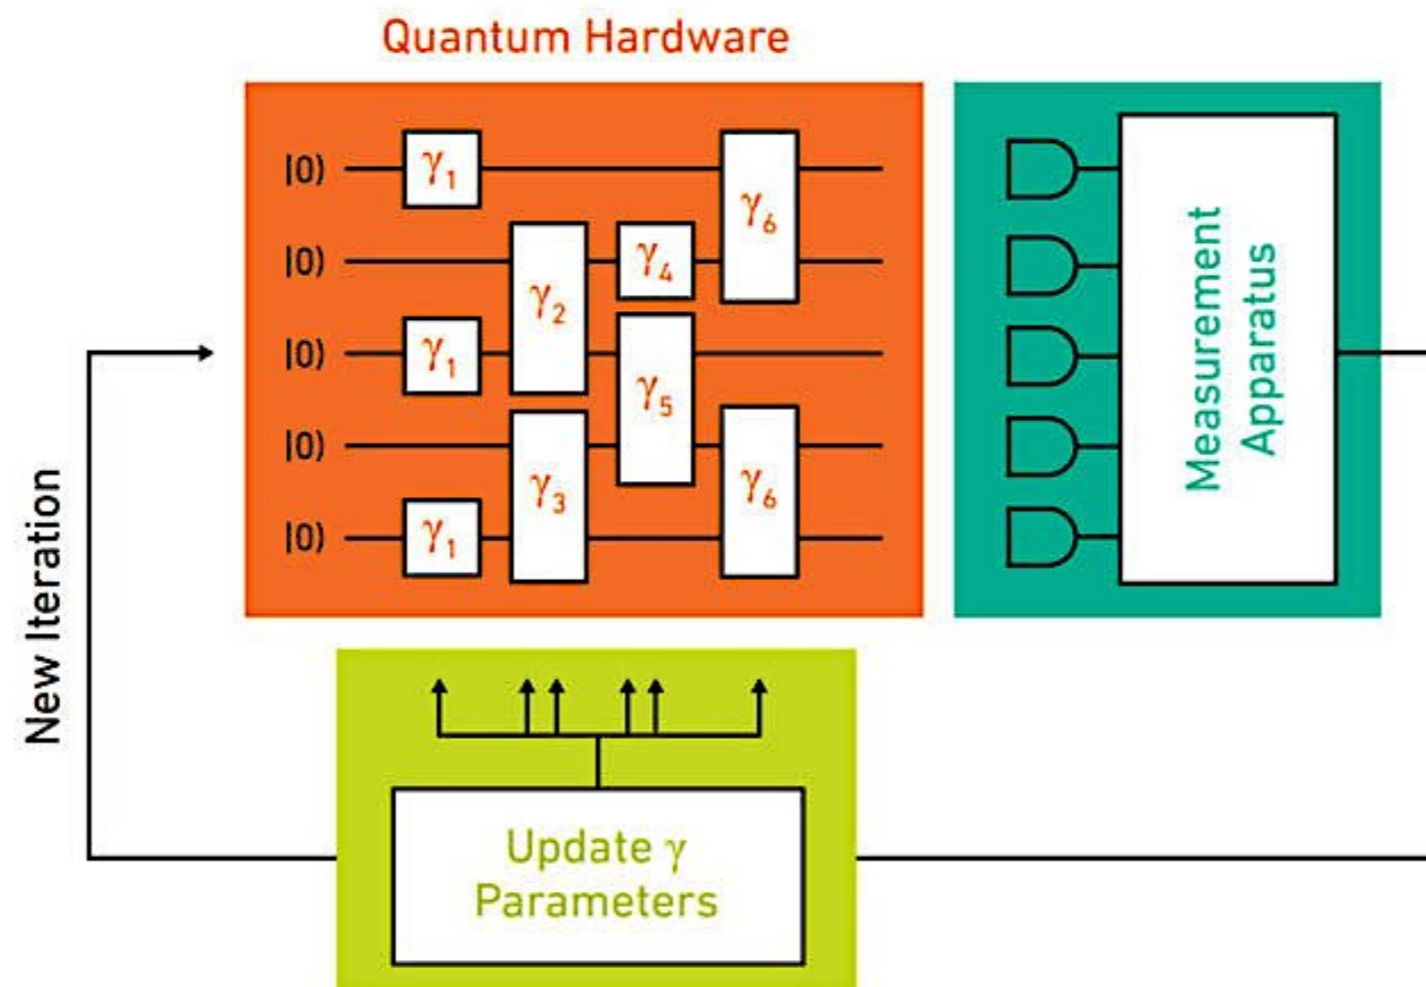 Quantum Hardware
|0) γ1 γ6
|0) γ2 γ4
|0) γ1 γ5
|0) γ3 γ6
|0) γ1
Measurement
Apparatus
New Iteration
Update γ
Parameters